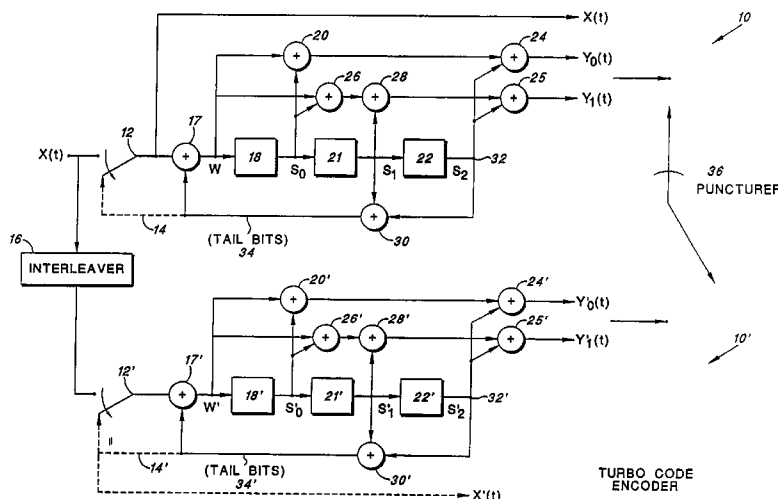 X(t)
20
24
10
Y₀(t)
26
28
25
Y₁(t)
12
17
X(t)
18
21
22
32
W
S₀
S₁
S₂
36
PUNCTURER
14
(TAIL BITS)
34
30
16
INTERLEAVER
20'
24'
Y'₀(t)
26'
28'
25'
Y'₁(t)
10'
12'
17'
18'
21'
22'
32'
W'
S'₀
S'₁
S'₂
14'
(TAIL BITS)
34'
30'
TURBO CODE
ENCODER
X'(t)